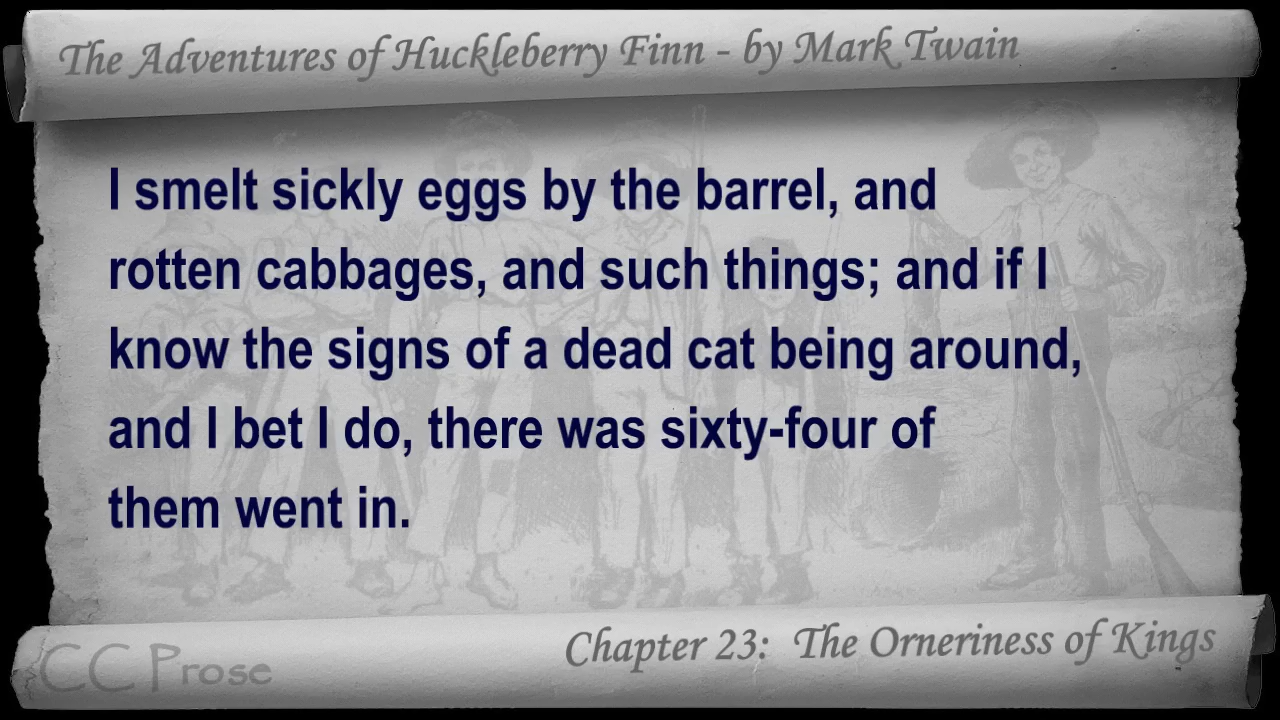 The Adventures of Huckleberry Finn - by Mark Twain
I smelt sickly eggs by the barrel, and
rotten cabbages, and such things; and if I
know the signs of a dead cat being around,
and I bet I do, there was sixty-four of
them went in.
Chapter 23: The Orneriness of Kings
CC Prose